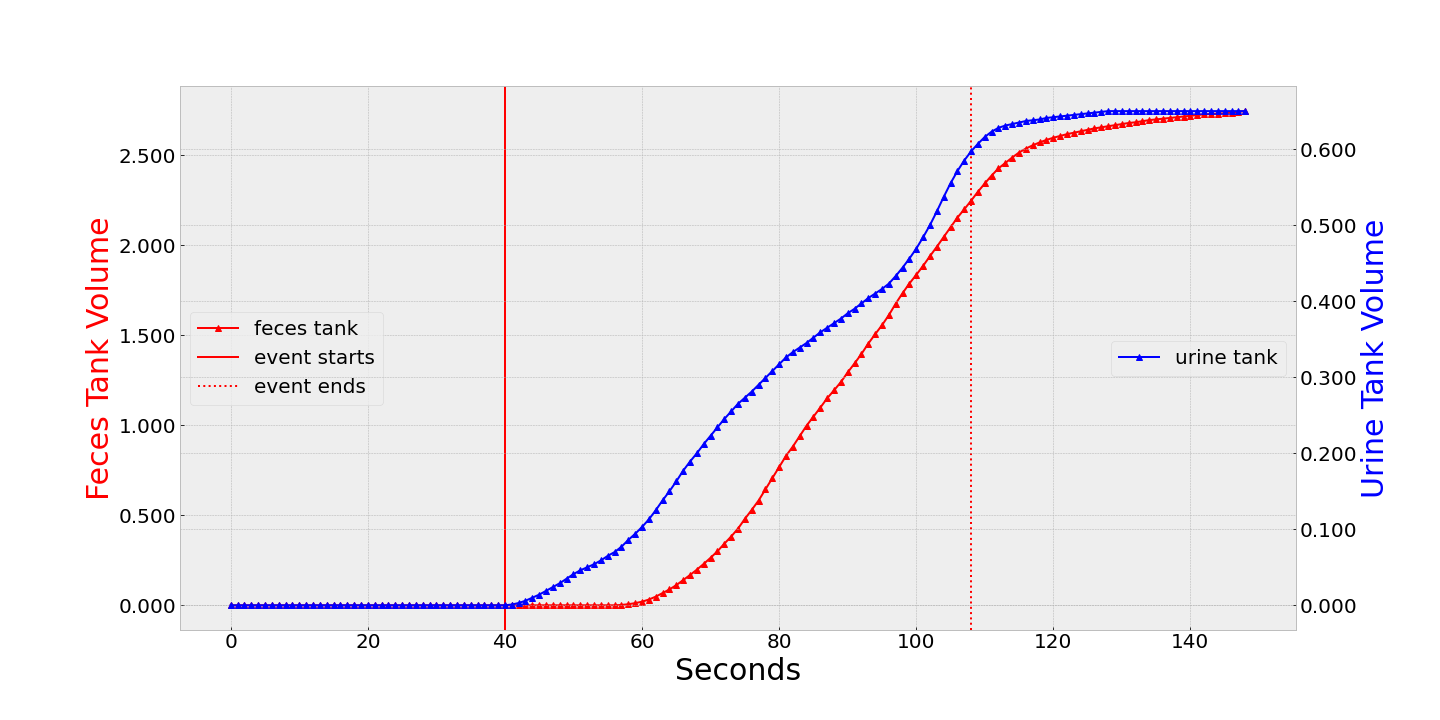 Feces Tank Volume
2.500
2.000
1.500
1.000
0.500
0.000
feces tank
event starts
event ends
urine tank
0.600
0.500
0.400
0.300
0.200
0.100
0.000
Urine Tank Volume
0 20 40 60 80 100 120 140
Seconds